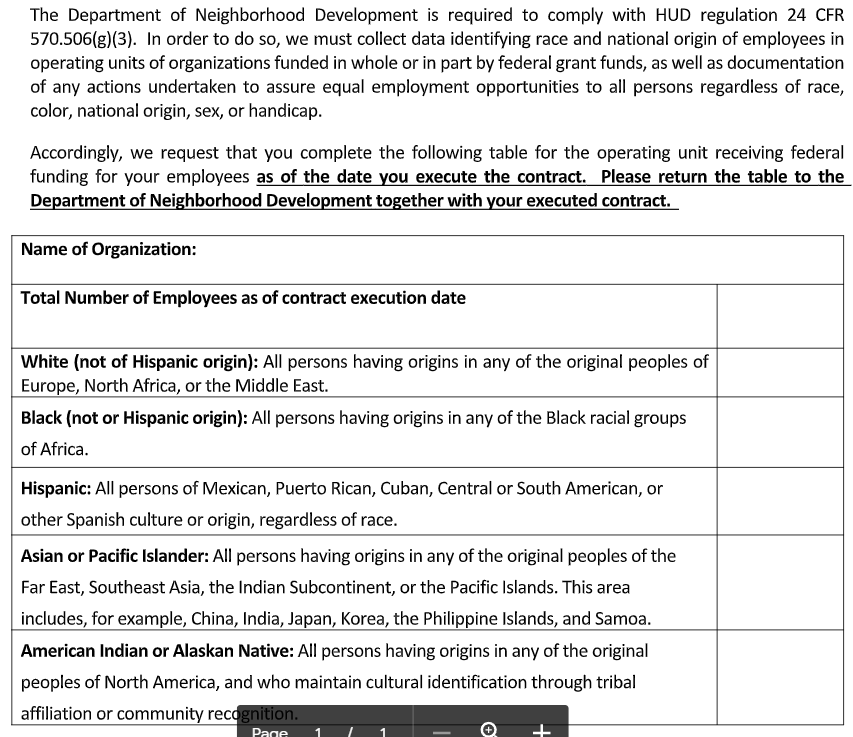 The Department of Neighborhood Development is required to comply with HUD regulation 24 CFR
570.506(g)(3). In order to do so, we must collect data identifying race and national origin of employees in
operating units of organizations funded in whole or in part by federal grant funds, as well as documentation
of any actions undertaken to assure equal employment opportunities to all persons regardless of race,
color, national origin, sex, or handicap.
Accordingly, we request that you complete the following table for the operating unit receiving federal
funding for your employees as of the date you execute the contract. Please return the table to the
Department of Neighborhood Development together with your executed contract.
Name of Organization:
Total Number of Employees as of contract execution date
White (not of Hispanic origin): All persons having origins in any of the original peoples of
Europe, North Africa, or the Middle East.
Black (not or Hispanic origin): All persons having origins in any of the Black racial groups
of Africa.
Hispanic: All persons of Mexican, Puerto Rican, Cuban, Central or South American, or
other Spanish culture or origin, regardless of race.
Asian or Pacific Islander: All persons having origins in any of the original peoples of the
Far East, Southeast Asia, the Indian Subcontinent, or the Pacific Islands. This area
includes, for example, China, India, Japan, Korea, the Philippine Islands, and Samoa.
American Indian or Alaskan Native: All persons having origins in any of the original
peoples of North America, and who maintain cultural identification through tribal
affiliation or community recognition.
Page 1 / 1